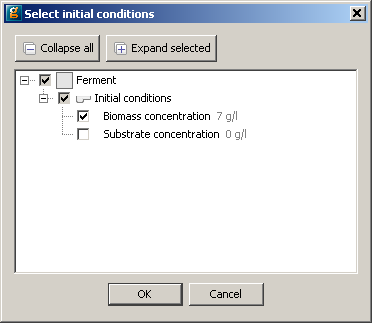 Select initial conditions
Collapse all Expand selected
Ferment
Initial conditions
Biomass concentration 7 g/l
Substrate concentration 0 g/l
OK Cancel